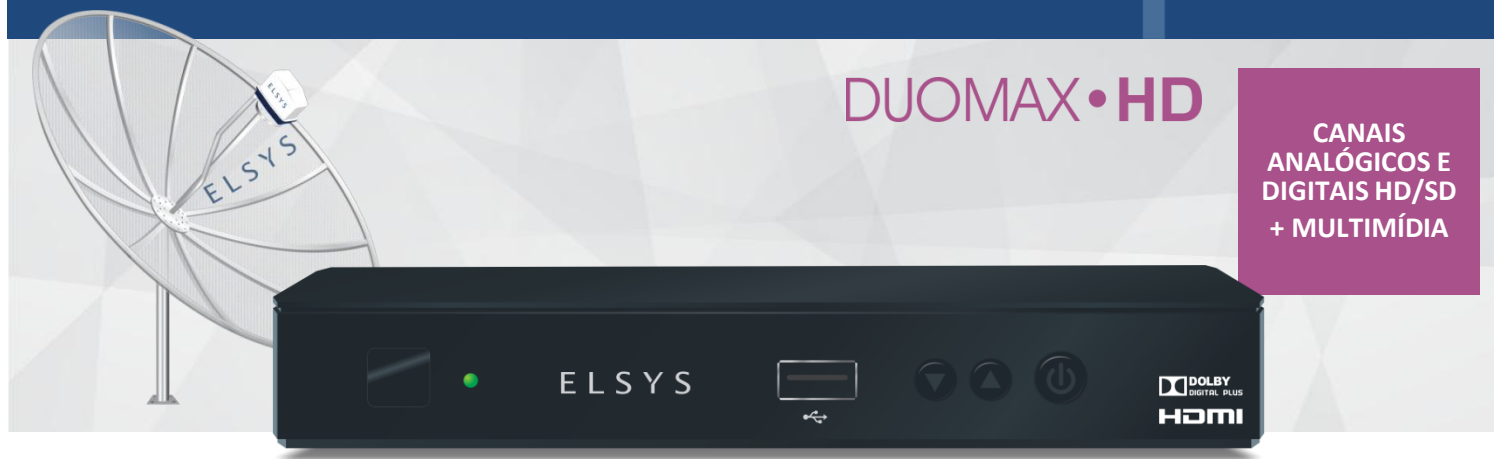 DUOMAX•HD
CANAIS
ANALÓGICOS E
DIGITAIS HD/SD
+ MULTIMÍDIA
ELSYS
ELSYS
ELSYS
DOLBY
DIGITAL PLUS
HDMI